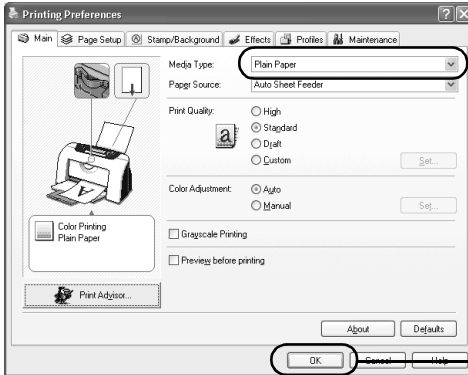 Printing Preferences
Main Page Setup Stamp/Background Effects Profiles Maintenance
Media Type: Plain Paper
Paper Source: Auto Sheet Feeder
Print Quality: High
Standard
Draft
Custom Set...
Color Adjustment: Auto
Manual Set...
Color Printing
Plain Paper
Grayscale Printing
Preview before printing
Print Advisor...
About Defaults
OK Cancel Help